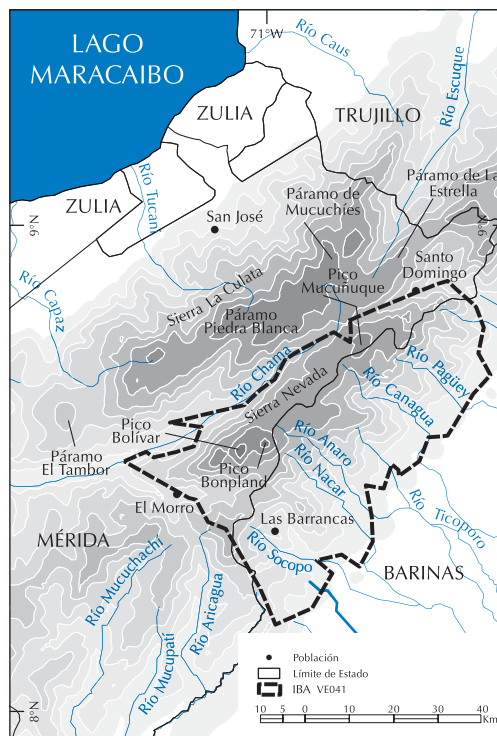 71°W
LAGO
MARACAIBO
Río Caus
Río Escuque
ZULIA
TRUJILLO
Río Tucaní
Páramo de La
Estrella
Páramo de
Mucuchíes
ZULIA
San José
9°N
9°N
Santo
Domingo
Pico
Mucuñuque
Río Capaz
Sierra La Culata
Páramo
Piedra Blanca
Río Chama
Río Pagüey
Sierra Nevada
Río Canagua
Pico
Bolívar
Río Anaro
Páramo
El Tambor
Pico
Bonpland
Río Nacar
El Morro
Río Ticoporo
Las Barrancas
MÉRIDA
Río Socopo
BARINAS
Río Mucuchachi
Río Aricagua
Río Mucupatí
Población
Límite de Estado
IBA VE041
8°N
10 5 0 10 20 30 40
Km